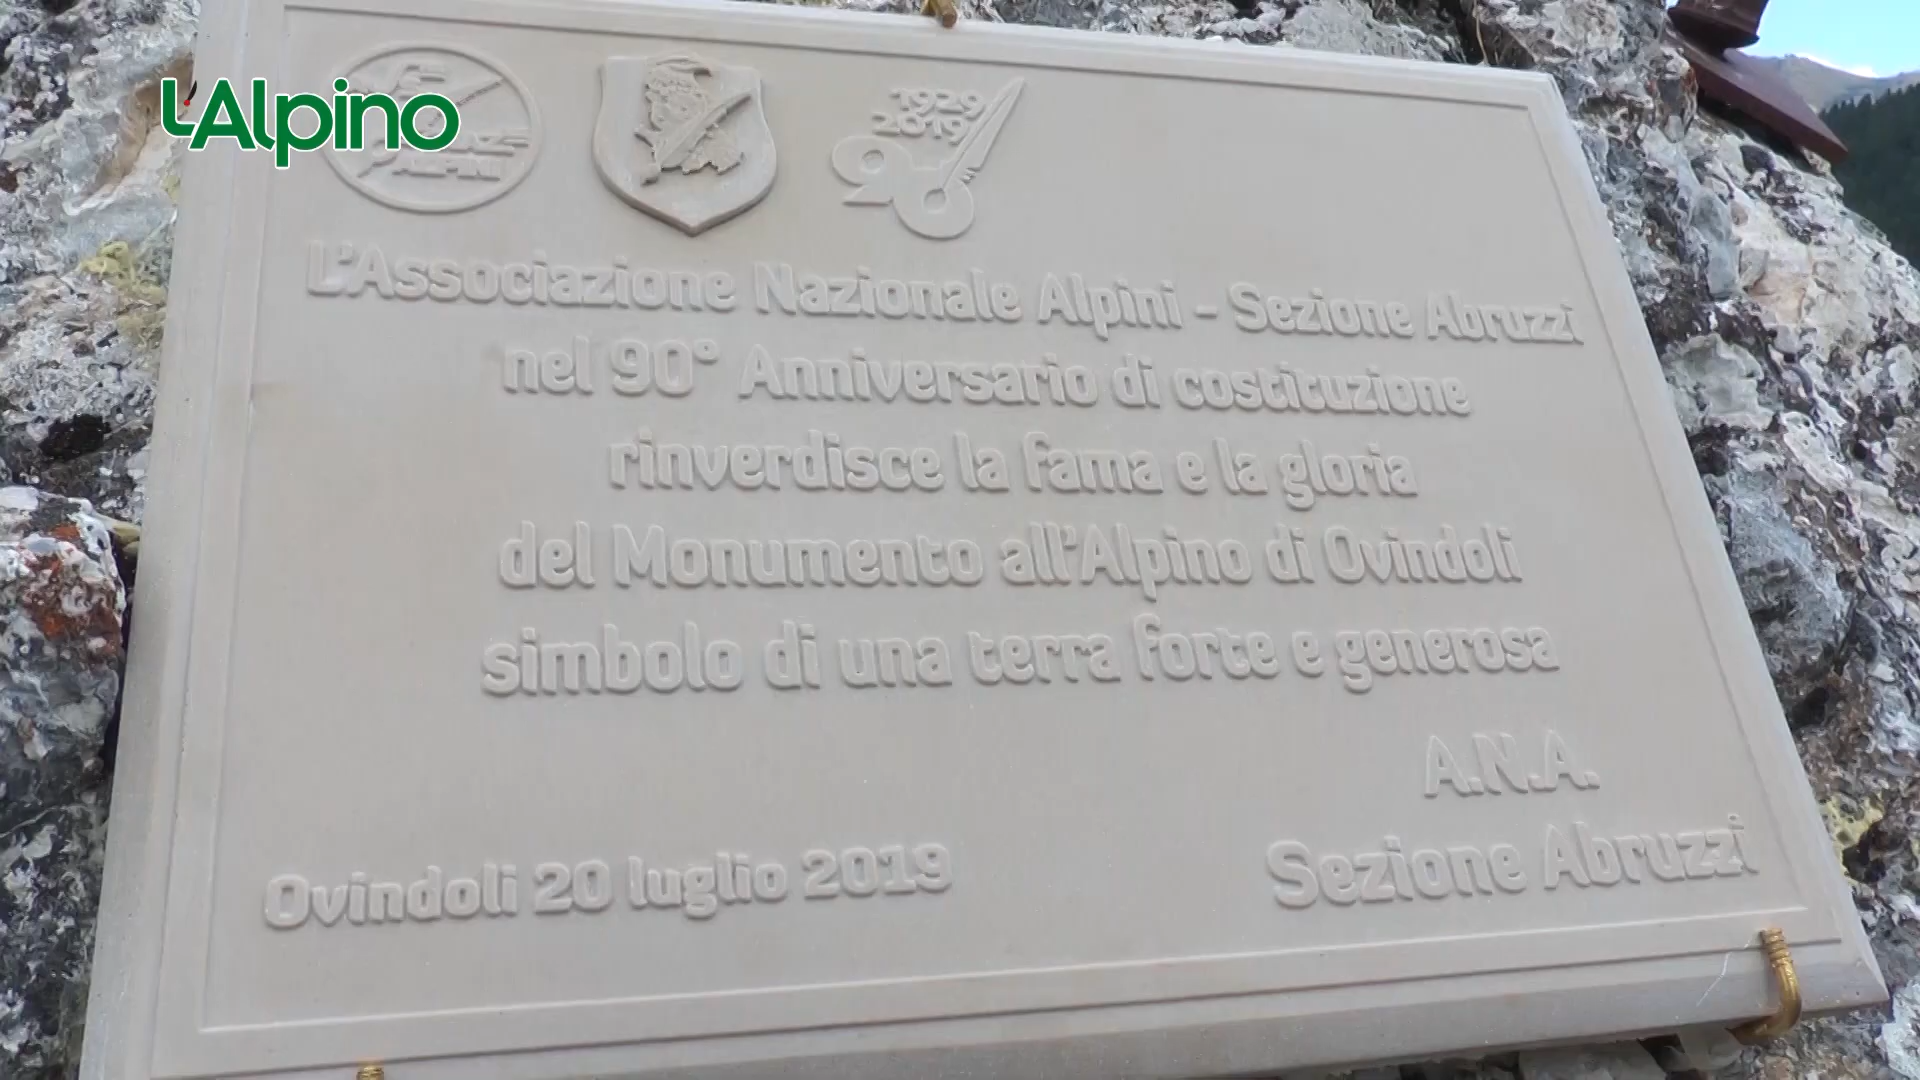 L'Alpino
ALPINI
1929
2019
90
L'Associazione Nazionale Alpini - Sezione Abruzzi
nel 90° Anniversario di costituzione
rinverdisce la fama e la gloria
del Monumento all'Alpino di Ovindoli
simbolo di una terra forte e generosa
A.N.A.
Sezione Abruzzi
Ovindoli 20 luglio 2019